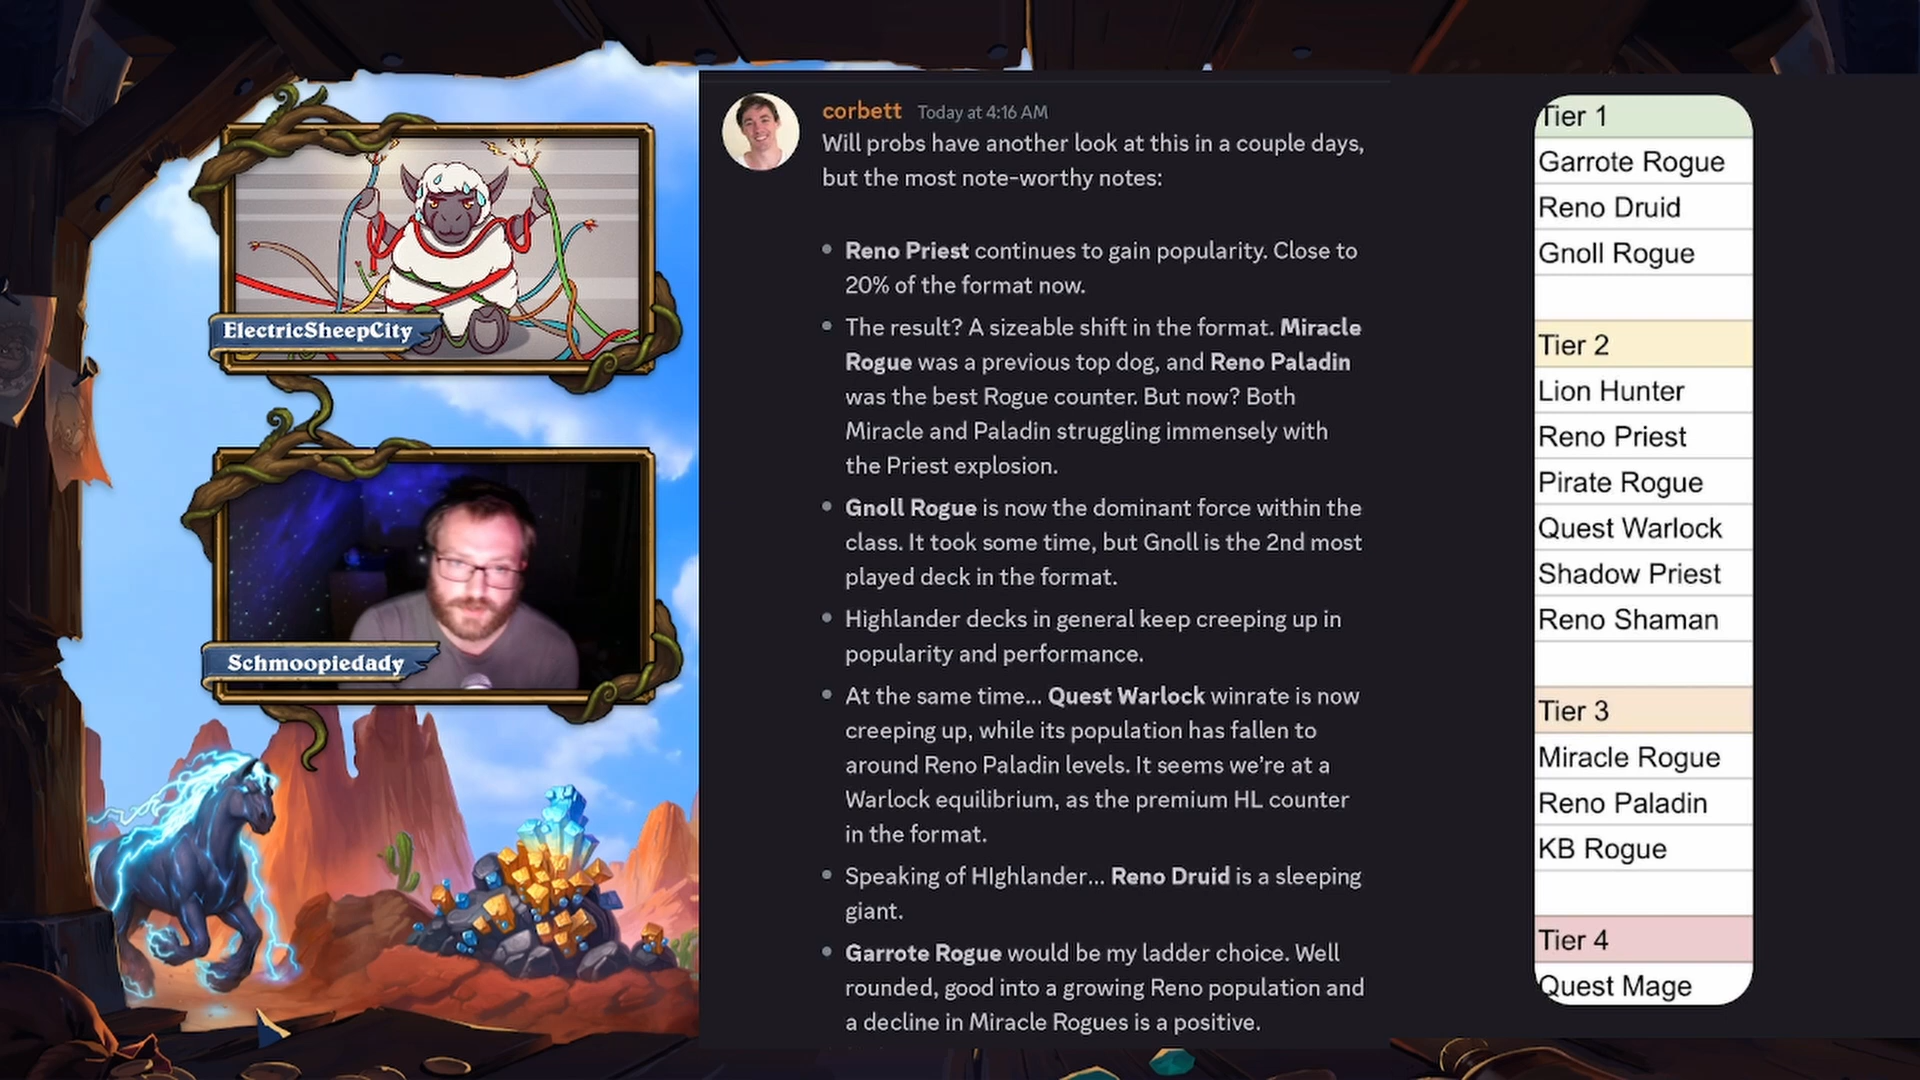 ElectricSheepCity
Schmoopiedady
corbett Today at 4:16 AM
Will probs have another look at this in a couple days,
but the most note-worthy notes:
Reno Priest continues to gain popularity. Close to
20% of the format now.
The result? A sizeable shift in the format. Miracle
Rogue was a previous top dog, and Reno Paladin
was the best Rogue counter. But now? Both
Miracle and Paladin struggling immensely with
the Priest explosion.
Gnoll Rogue is now the dominant force within the
class. It took some time, but Gnoll is the 2nd most
played deck in the format.
Highlander decks in general keep creeping up in
popularity and performance.
At the same time... Quest Warlock winrate is now
creeping up, while its population has fallen to
around Reno Paladin levels. It seems we're at a
Warlock equilibrium, as the premium HL counter
in the format.
Speaking of HIghlander... Reno Druid is a sleeping
giant.
Garrote Rogue would be my ladder choice. Well
rounded, good into a growing Reno population and
a decline in Miracle Rogues is a positive.
Tier 1
Garrote Rogue
Reno Druid
Gnoll Rogue
Tier 2
Lion Hunter
Reno Priest
Pirate Rogue
Quest Warlock
Shadow Priest
Reno Shaman
Tier 3
Miracle Rogue
Reno Paladin
KB Rogue
Tier 4
Quest Mage